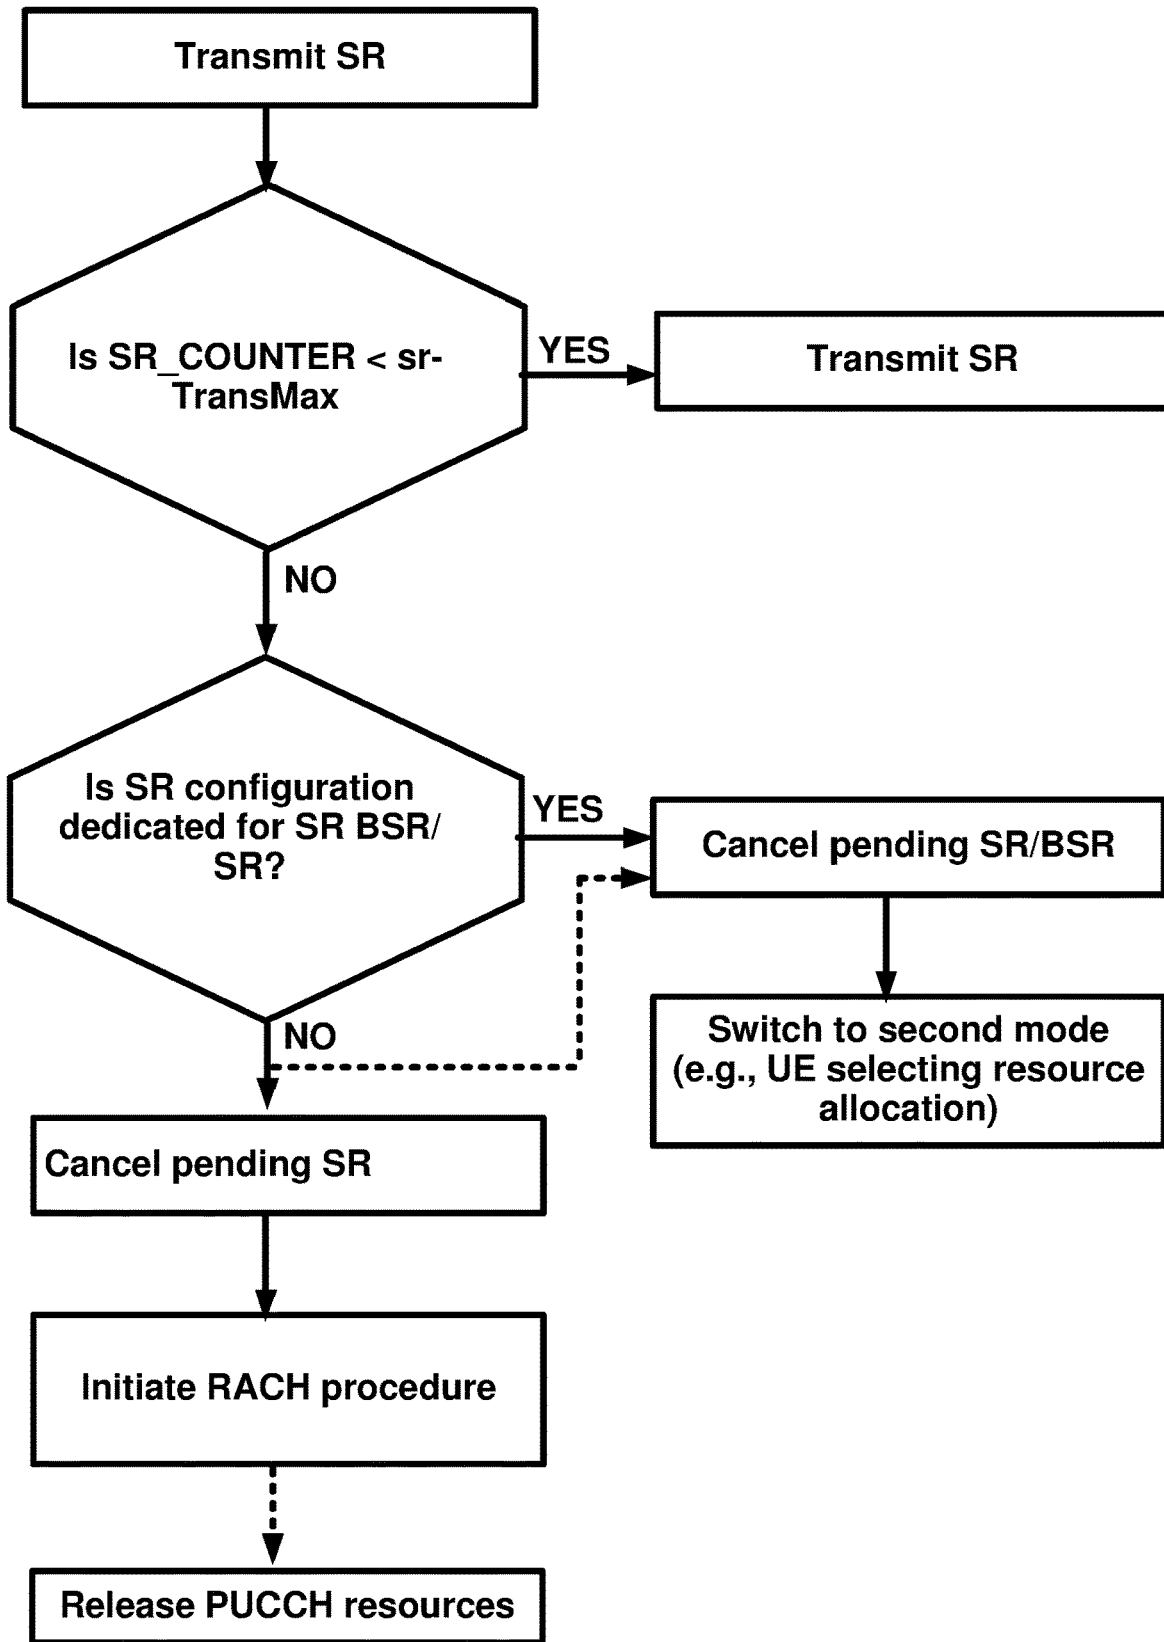 Transmit SR
Is SR_COUNTER < sr-
TransMax
YES
Transmit SR
NO
Is SR configuration
dedicated for SR BSR/
SR?
YES
Cancel pending SR/BSR
NO
Switch to second mode
(e.g., UE selecting resource
allocation)
Cancel pending SR
Initiate RACH procedure
Release PUCCH resources